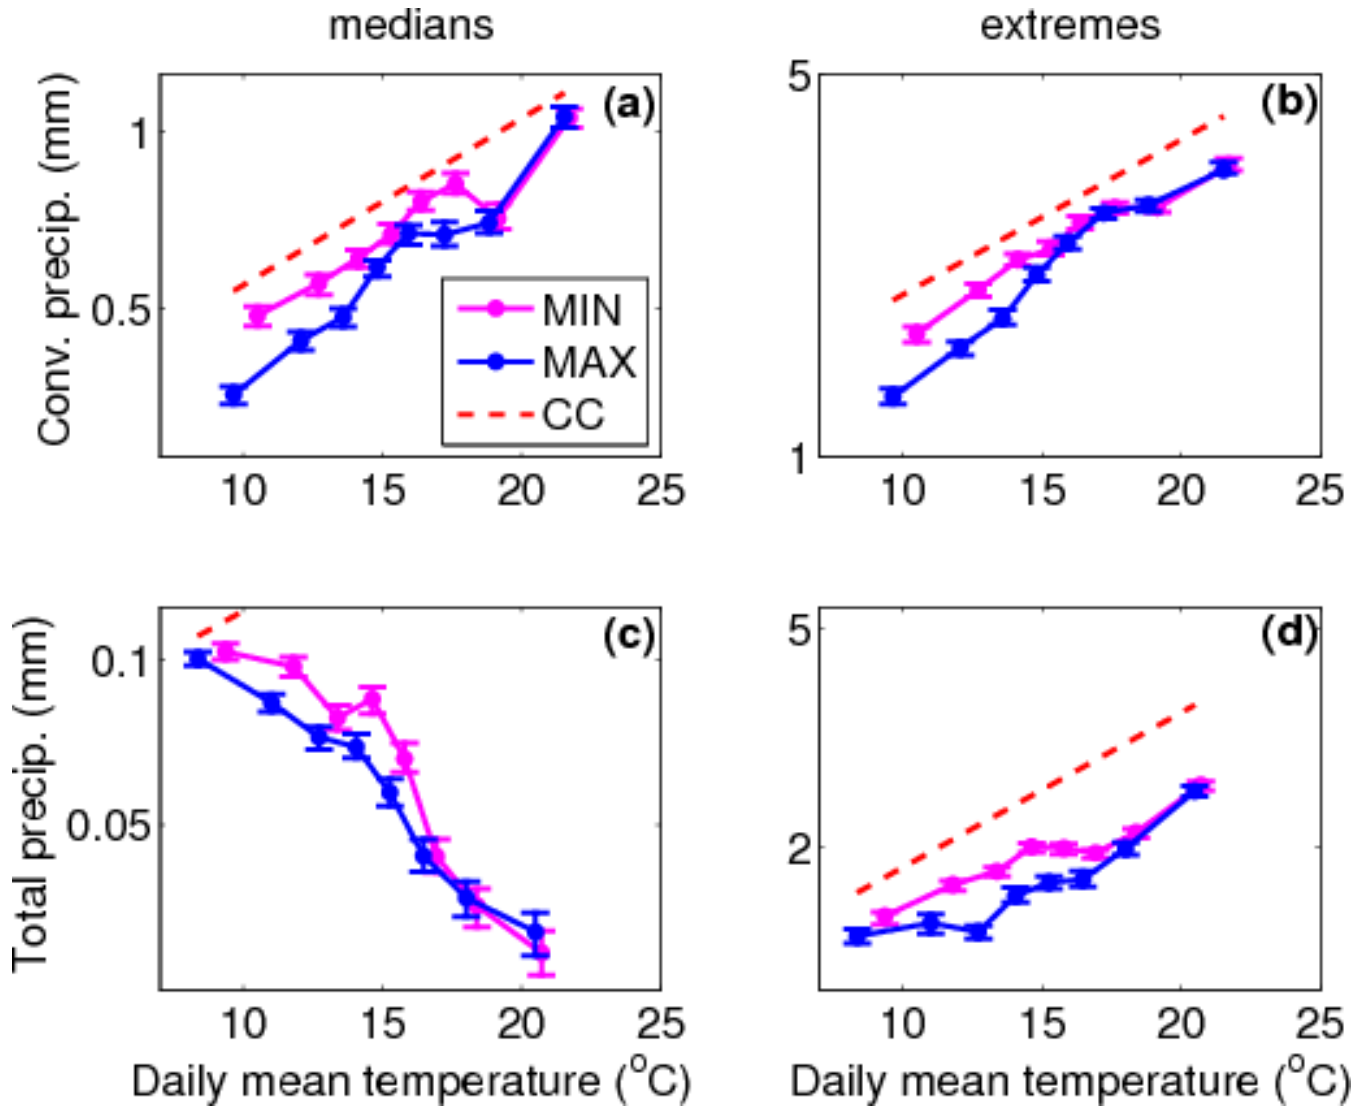 medians
extremes
Conv. precip. (mm)
1
0.5
(a)
MIN
MAX
CC
10 15 20 25
5
1
(b)
10 15 20 25
Total precip. (mm)
0.1
0.05
(c)
10 15 20 25
Daily mean temperature (°C)
5
2
(d)
10 15 20 25
Daily mean temperature (°C)